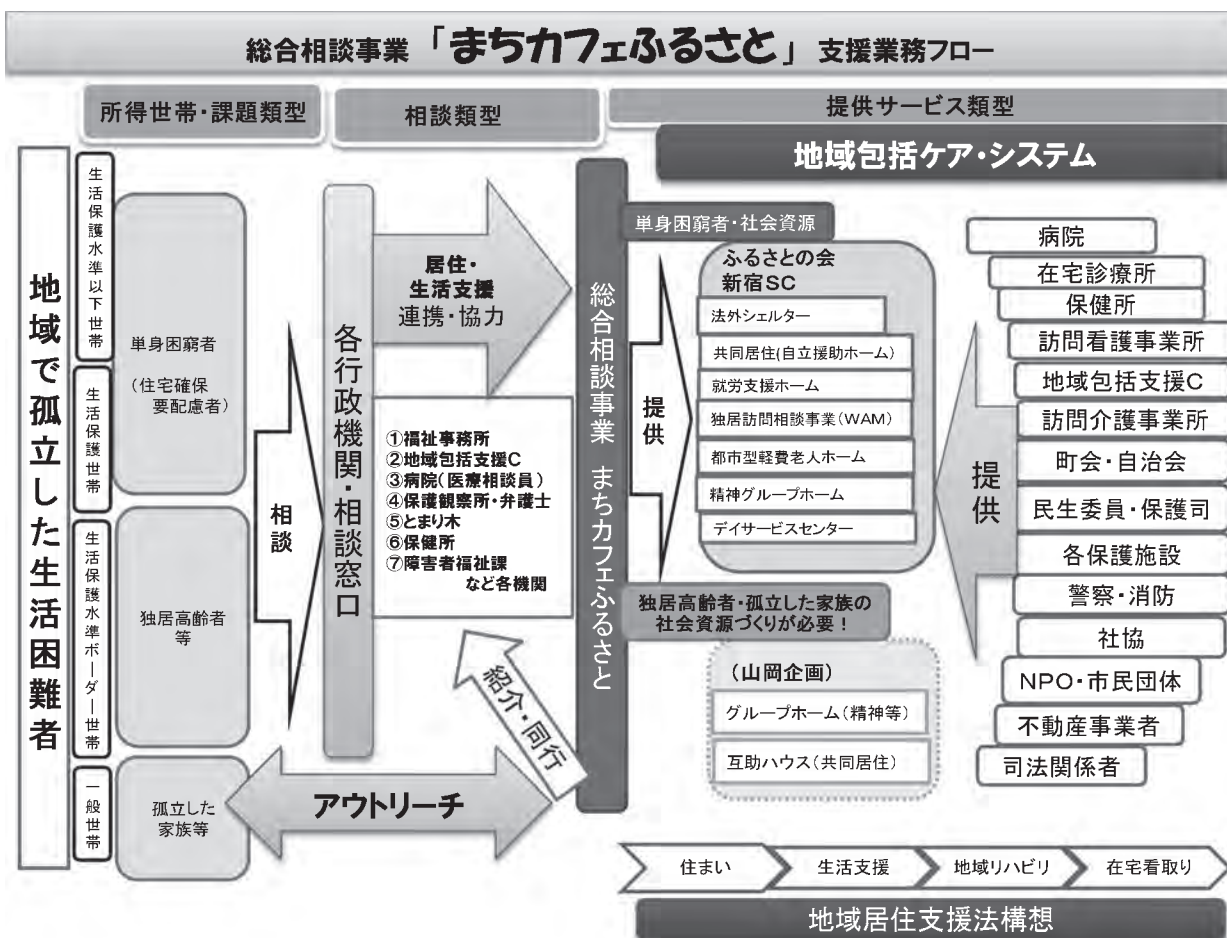 総合相談事業「まちカフェふるさと」支援業務フロー
所得世帯・課題類型
相談類型
提供サービス類型
地域包括ケア・システム
地域で孤立した生活困難者
生活保護水準以下世帯
生活保護世帯
生活保護水準ボーダー世帯
一般世帯
単身困窮者
(住宅確保
要配慮者)
独居高齢者
等
孤立した
家族等
相談
各行政機関・相談窓口
居住・
生活支援
連携・協力
①福祉事務所
②地域包括支援C
③病院(医療相談員)
④保護観察所・弁護士
⑤とまり木
⑥保健所
⑦障害者福祉課
など各機関
紹介・同行
アウトリーチ
総合相談事業 まちカフェふるさと
単身困窮者・社会資源
提供
ふるさとの会
新宿SC
法外シェルター
共同居住(自立援助ホーム)
就労支援ホーム
独居訪問相談事業(WAM)
都市型軽費老人ホーム
精神グループホーム
デイサービスセンター
独居高齢者・孤立した家族の
社会資源づくりが必要!
(山岡企画)
グループホーム(精神等)
互助ハウス(共同居住)
提供
病院
在宅診療所
保健所
訪問看護事業所
地域包括支援C
訪問介護事業所
町会・自治会
民生委員・保護司
各保護施設
警察・消防
社協
NPO・市民団体
不動産事業者
司法関係者
住まい
生活支援
地域リハビリ
在宅看取り
地域居住支援法構想